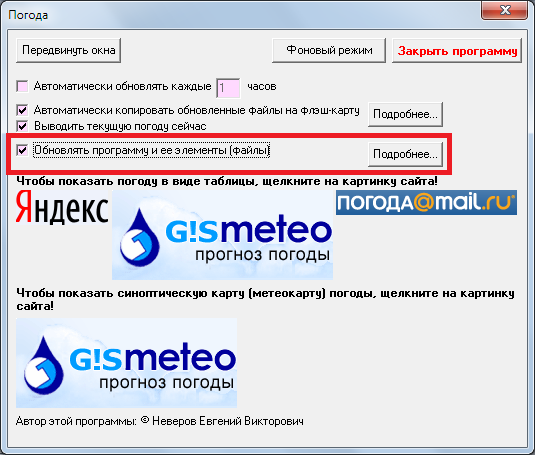 Погода
Передвинуть окна
Фоновый режим
Закрыть программу
Автоматически обновлять каждые 1 часов
Автоматически копировать обновленные файлы на флэш-карту
Подробнее...
Выводить текущую погоду сейчас
Обновлять программу и ее элементы (файлы)
Подробнее...
Чтобы показать погоду в виде таблицы, щелкните на картинку сайта!
Яндекс
G!Smeteo
прогноз погоды
ПОГОДА@mail.ru®
Чтобы показать синоптическую карту (метеокарту) погоды, щелкните на картинку
сайта!
G!Smeteo
прогноз погоды
Автор этой программы: © Неверов Евгений Викторович